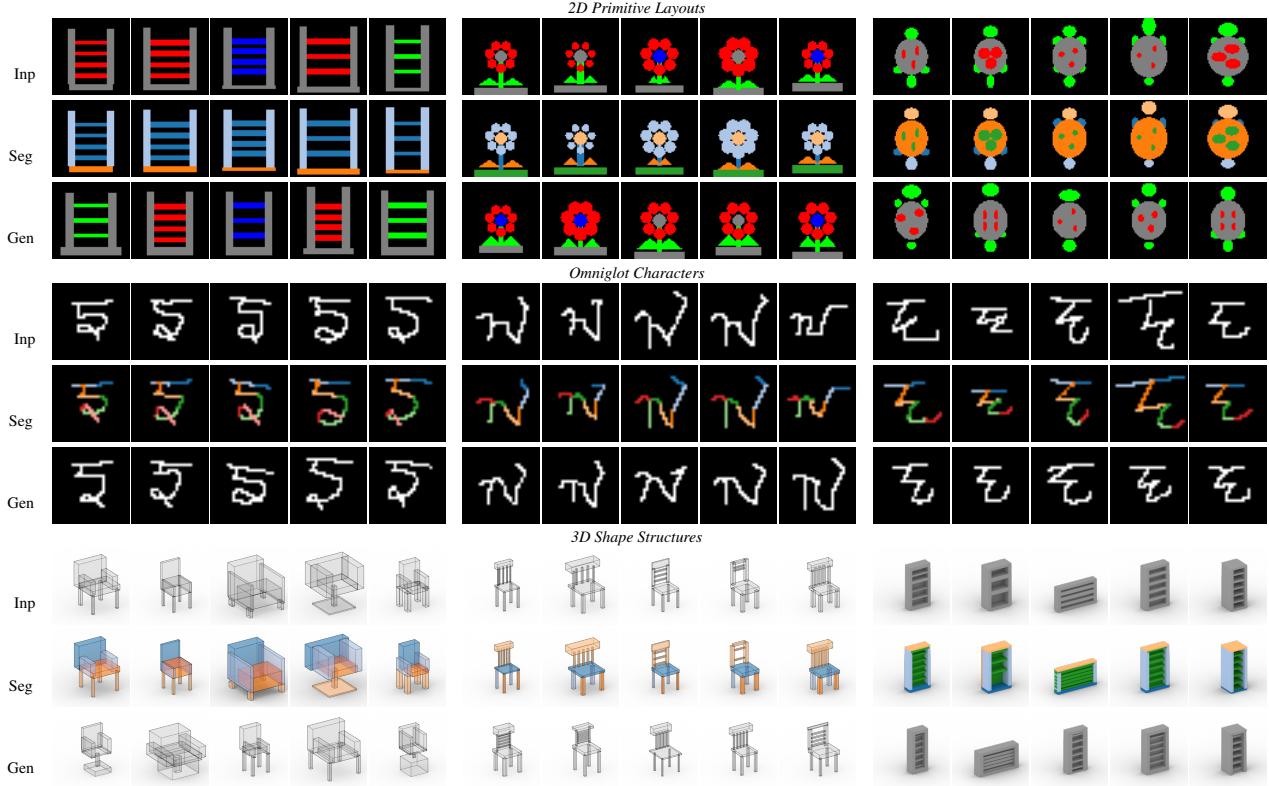 2D Primitive Layouts
Inp
Seg
Gen
Omniglot Characters
Inp
Seg
Gen
3D Shape Structures
Inp
Seg
Gen